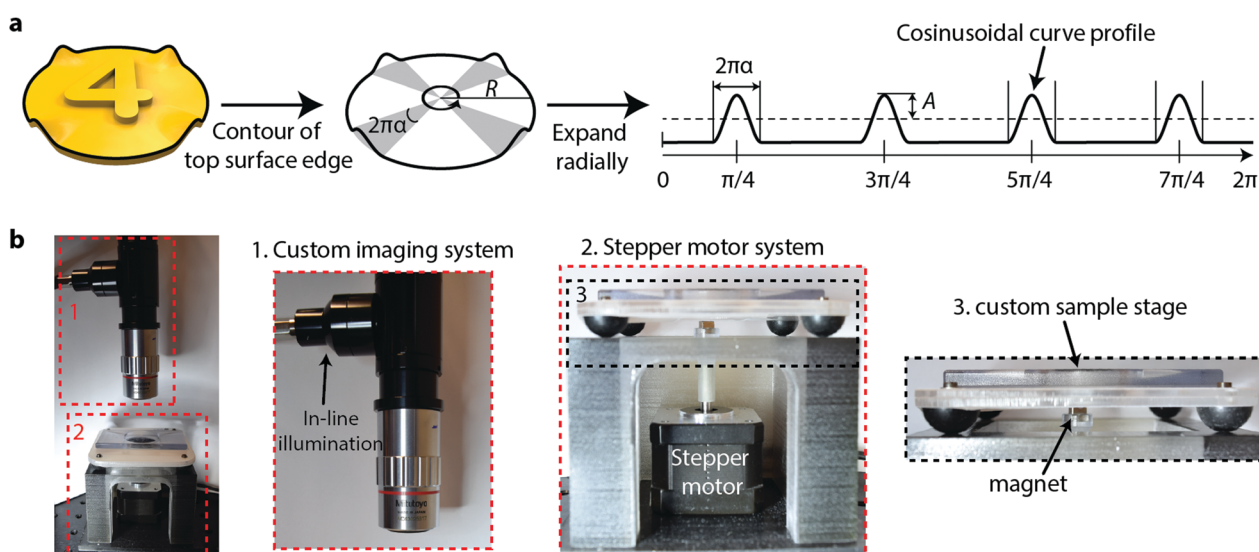 a
4
Contour of
top surface edge
2πα
R
Expand
radially
Cosinusoidal curve profile
2πα
A
0
π/4
3π/4
5π/4
7π/4
2π
b
1
2
1. Custom imaging system
In-line
illumination
Mitutoyo
2. Stepper motor system
3
Stepper
motor
3. custom sample stage
magnet